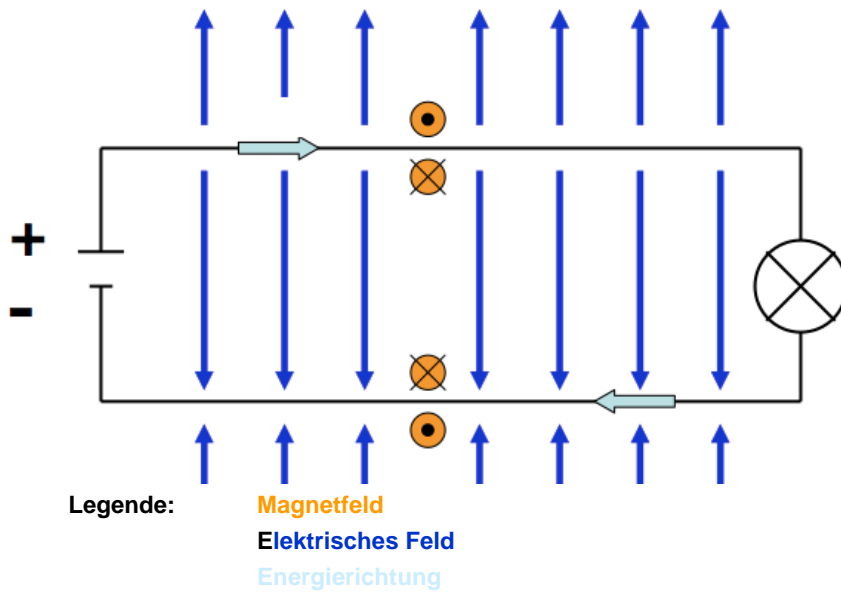 +
-
Legende: Magnetfeld
Elektrisches Feld
Energierichtung